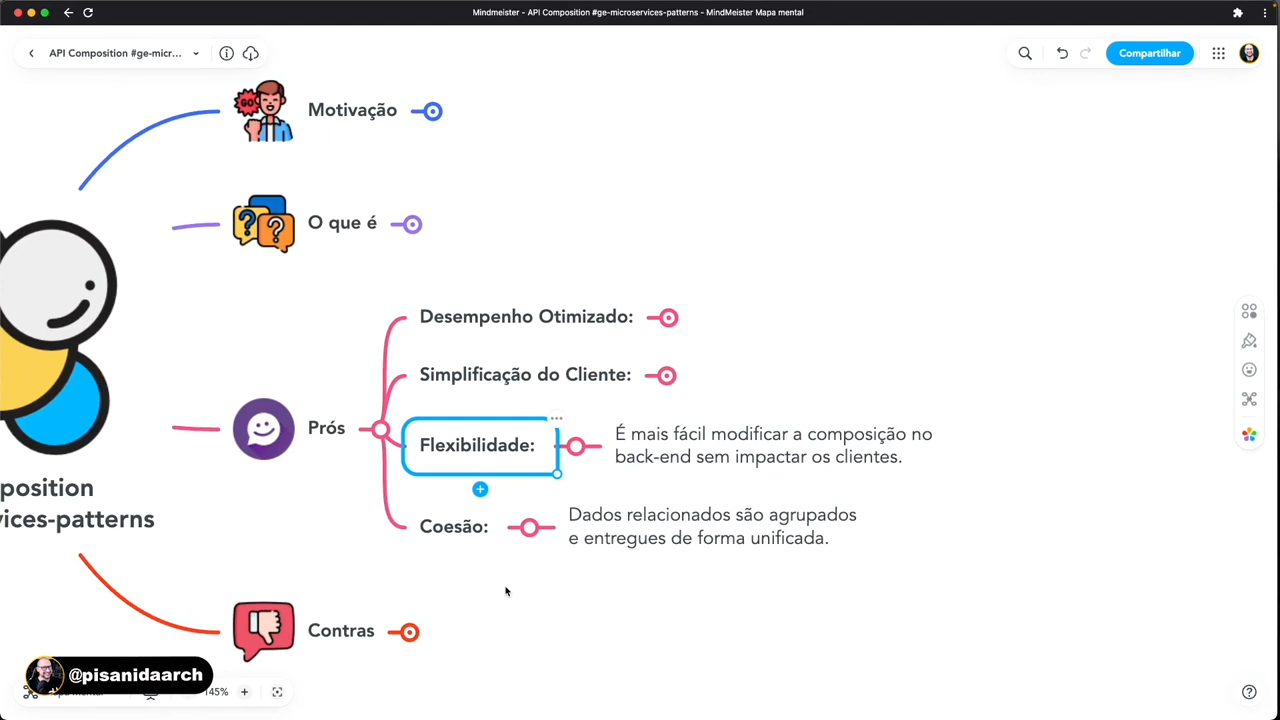 Mindmeister - API Composition #ge-microservices-patterns - MindMeister Mapa mental
API Composition #ge-micr...
Compartilhar
GO
Motivação
O que é
Desempenho Otimizado:
Simplificação do Cliente:
Prós
Flexibilidade:
É mais fácil modificar a composição no
back-end sem impactar os clientes.
position
vices-patterns
Coesão:
Dados relacionados são agrupados
e entregues de forma unificada.
Contras
@pisanidaarch
145%